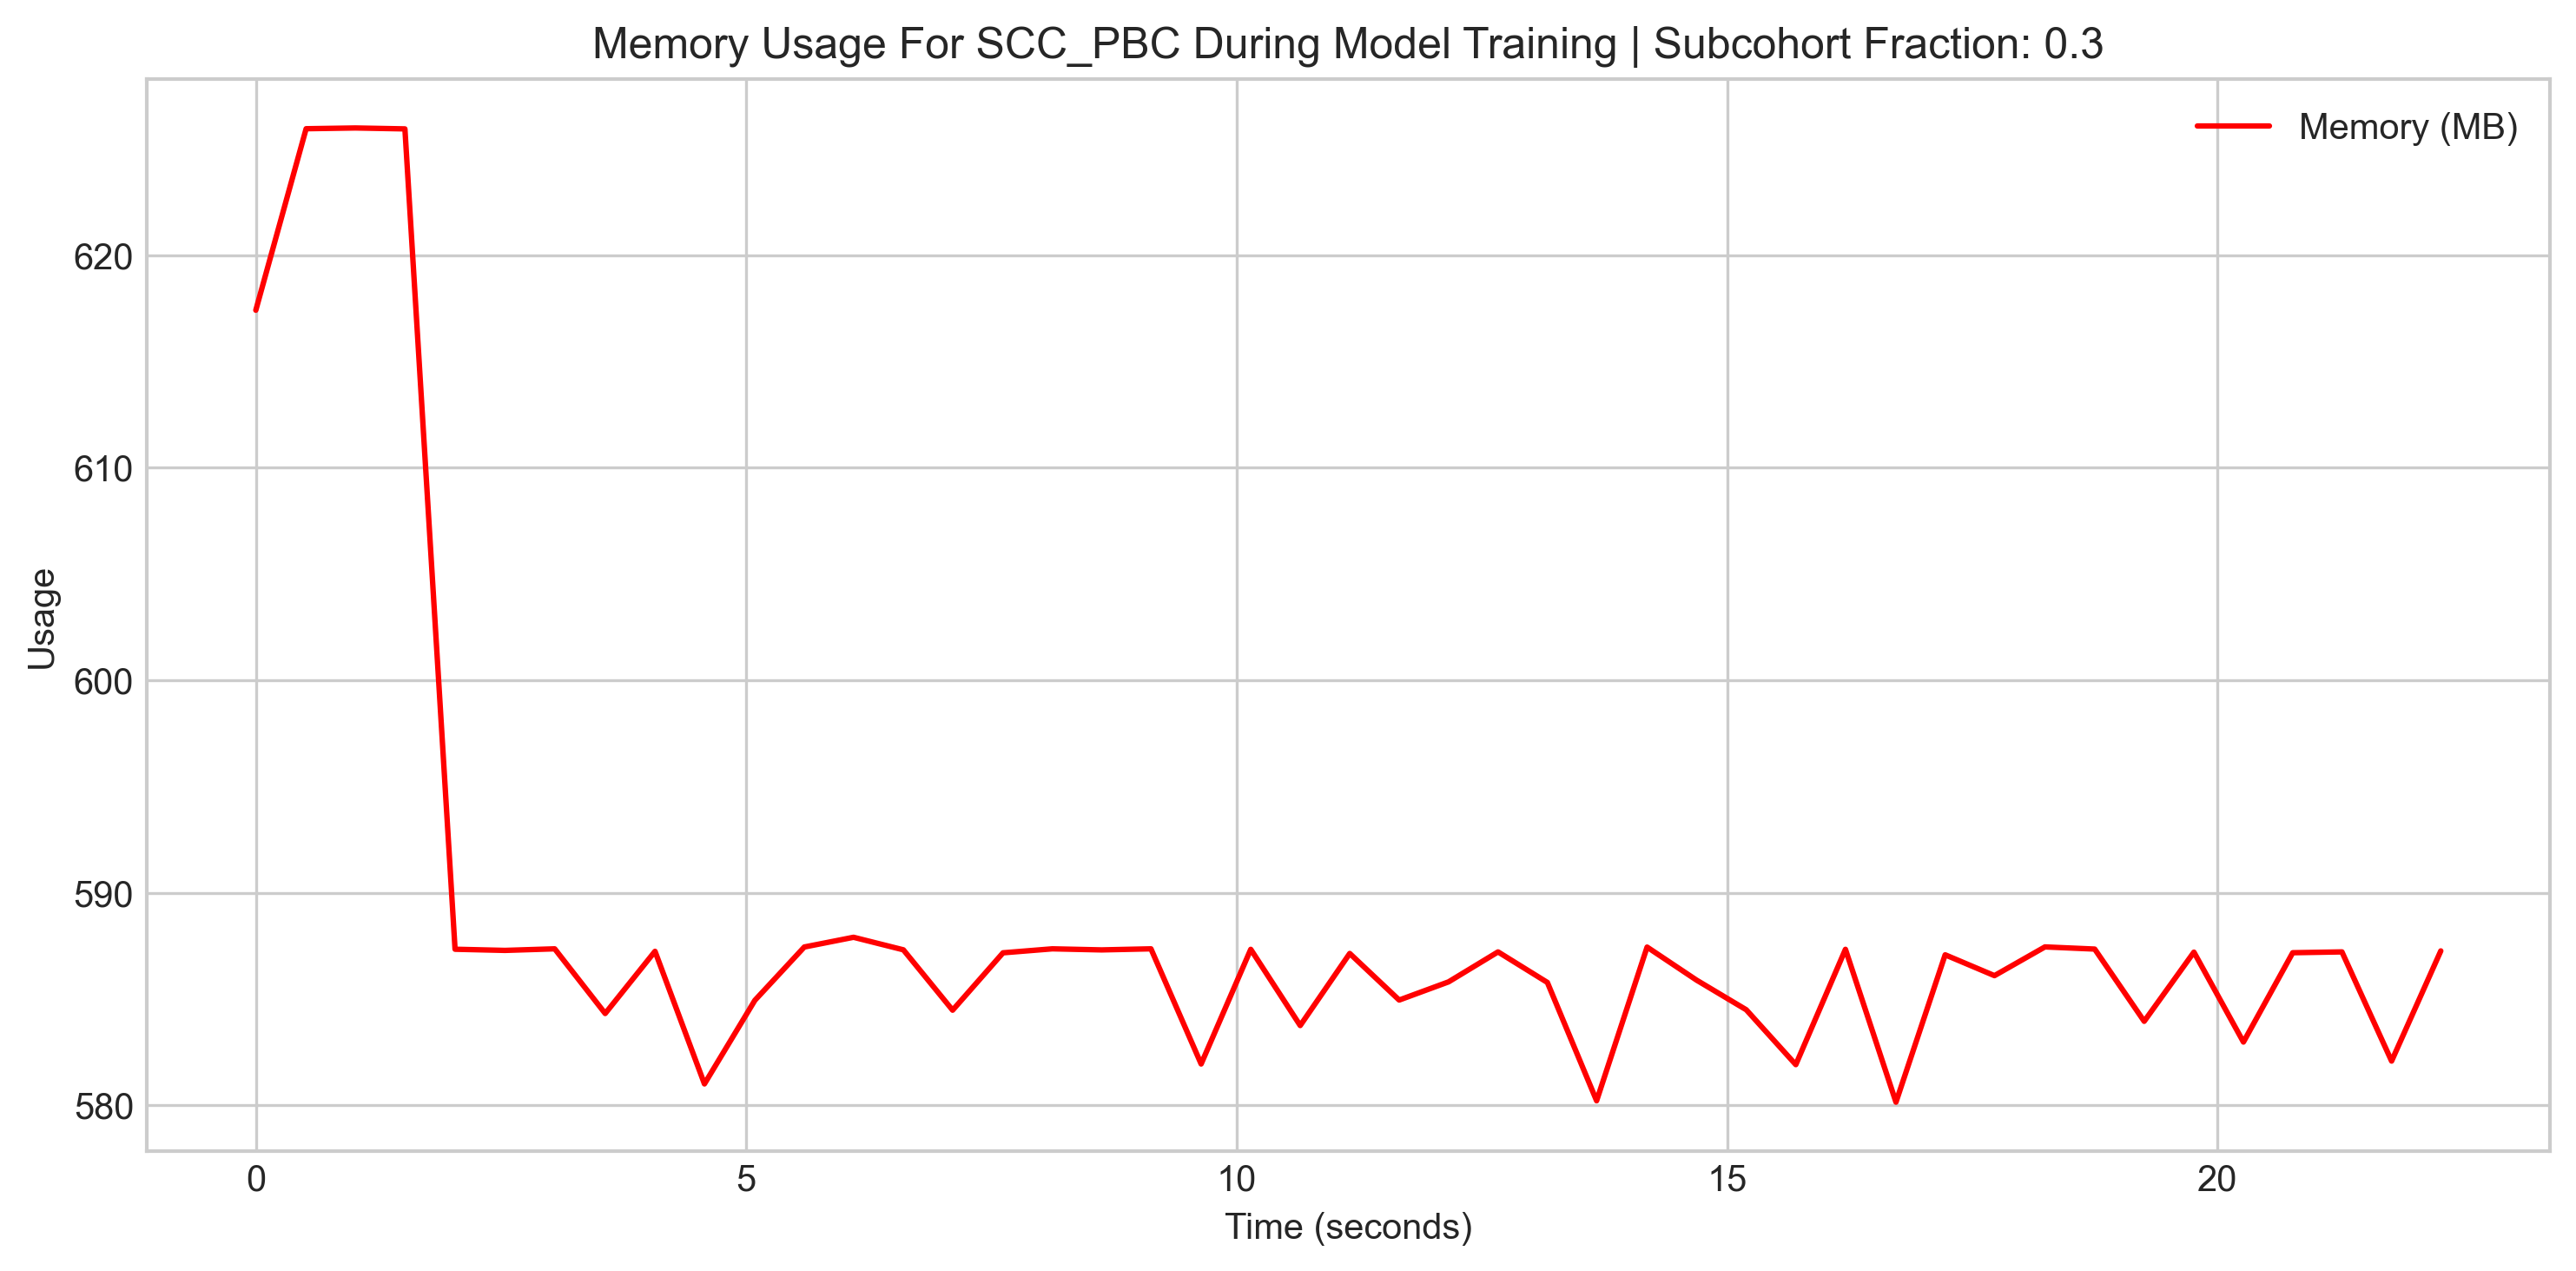 Memory Usage For SCC_PBC During Model Training | Subcohort Fraction: 0.3
Memory (MB)
620
610
600
590
580
Usage
0 5 10 15 20
Time (seconds)